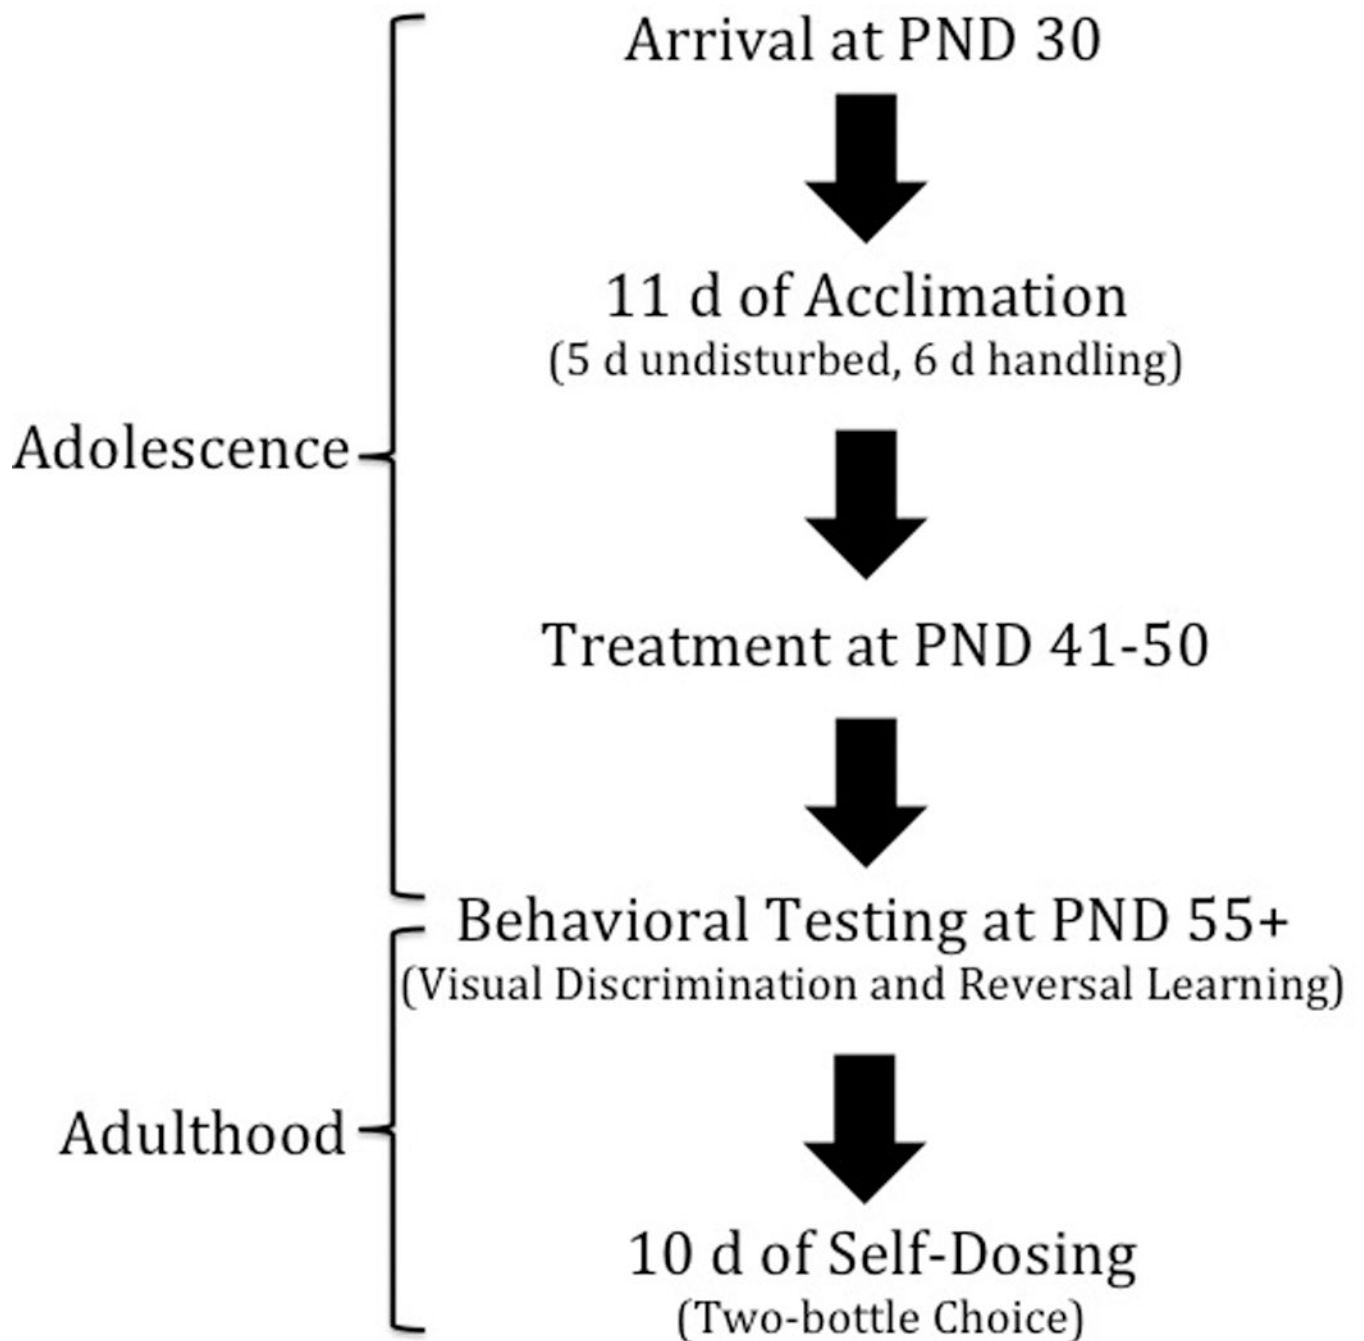 Arrival at PND 30
11 d of Acclimation
(5 d undisturbed, 6 d handling)
Adolescence
Treatment at PND 41-50
Behavioral Testing at PND 55+
(Visual Discrimination and Reversal Learning)
Adulthood
10 d of Self-Dosing
(Two-bottle Choice)